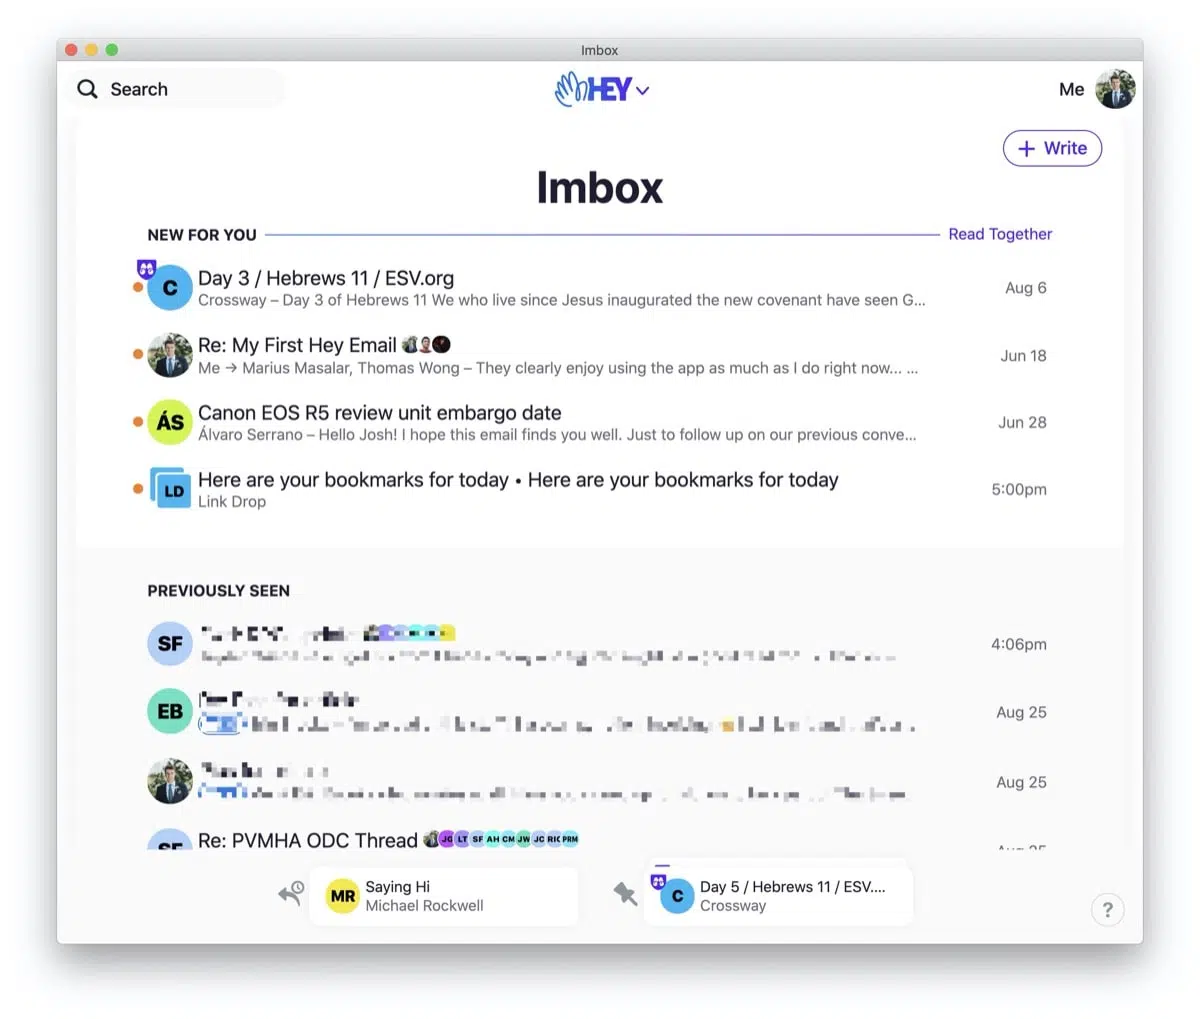 Imbox
Search
HEY
Me
+ Write
Imbox
NEW FOR YOU
Read Together
C
Day 3 / Hebrews 11 / ESV.org
Crossway – Day 3 of Hebrews 11 We who live since Jesus inaugurated the new covenant have seen G...
Aug 6
Re: My First Hey Email
Me → Marius Masalar, Thomas Wong – They clearly enjoy using the app as much as I do right now... ...
Jun 18
ÁS
Canon EOS R5 review unit embargo date
Álvaro Serrano – Hello Josh! I hope this email finds you well. Just to follow up on our previous conve...
Jun 28
LD
Here are your bookmarks for today • Here are your bookmarks for today
Link Drop
5:00pm
PREVIOUSLY SEEN
SF
4:06pm
EB
Aug 25
Aug 25
SF
Re: PVMHA ODC Thread
JG LT SF AH CM JW JC RK PRM
Aug 25
MR
Saying Hi
Michael Rockwell
C
Day 5 / Hebrews 11 / ESV....
Crossway
?